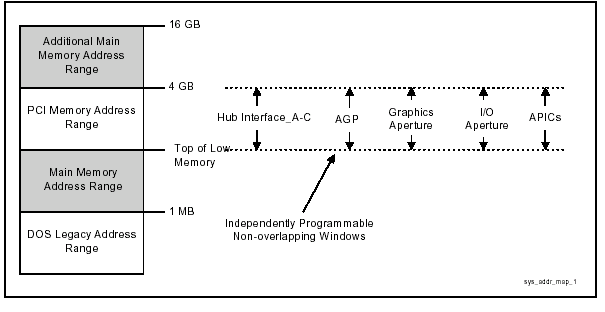 16 GB
Additional Main
Memory Address
Range
4 GB
PCI Memory Address
Range
Hub Interface_A-C
AGP
Graphics
Aperture
I/O
Aperture
APICs
Top of Low
Memory
Main Memory
Address Range
1 MB
DOS Legacy Address
Range
Independently Programmable
Non-overlapping Windows
sys_addr_map_1